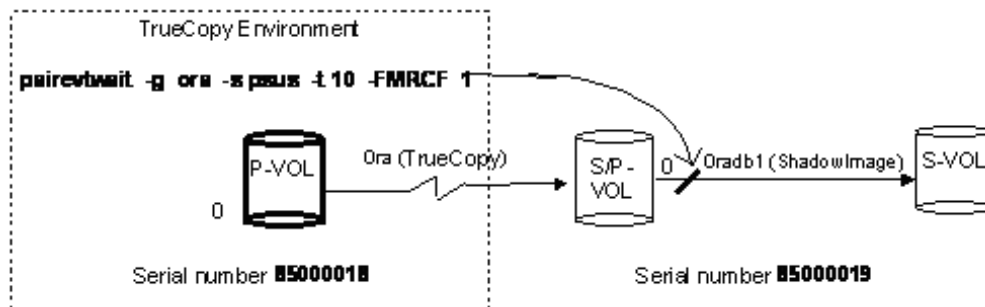 TrueCopy Environment
pairevtwait -g ora -s psus -t 10 -FMRCF 1
P-VOL
0
Ora (TrueCopy)
S/P-
VOL
0
Oradb1 (ShadowImage)
S-VOL
Serial number 85000018
Serial number 85000019